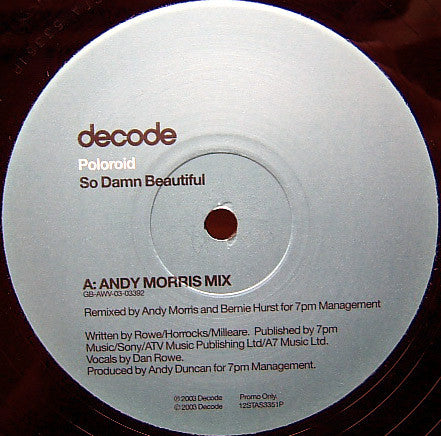 decode
Poloroid
So Damn Beautiful
A: ANDY MORRIS MIX
GB-AWV-03-03392
Remixed by Andy Morris and Bernie Hurst for 7pm Management
Written by Rowe/Horrocks/Milleare. Published by 7pm
Music/Sony/ATV Music Publishing Ltd/A7 Music Ltd.
Vocals by Dan Rowe.
Produced by Andy Duncan for 7pm Management.
℗ 2003 Decode Promo Only.
© 2003 Decode 12STAS3351P